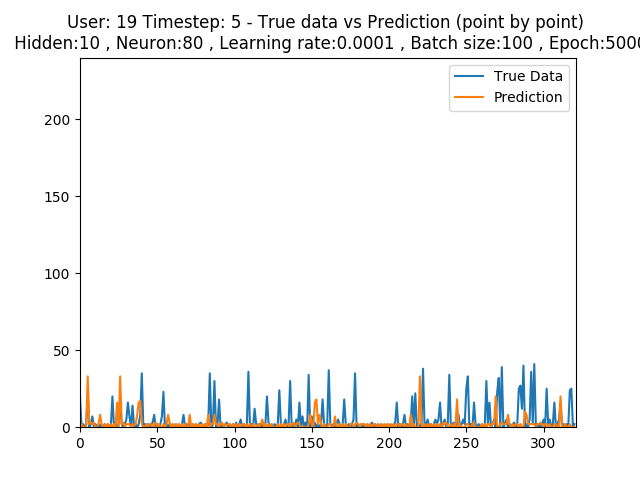 User: 19 Timestep: 5 - True data vs Prediction (point by point)
Hidden:10 , Neuron:80 , Learning rate:0.0001 , Batch size:100 , Epoch:5000
True Data
Prediction
200
150
100
50
0
0 50 100 150 200 250 300